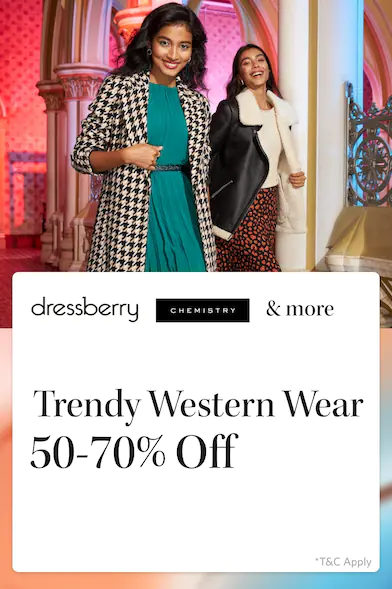 dressberry CHEMISTRY & more
Trendy Western Wear
50-70% Off
*T&C Apply